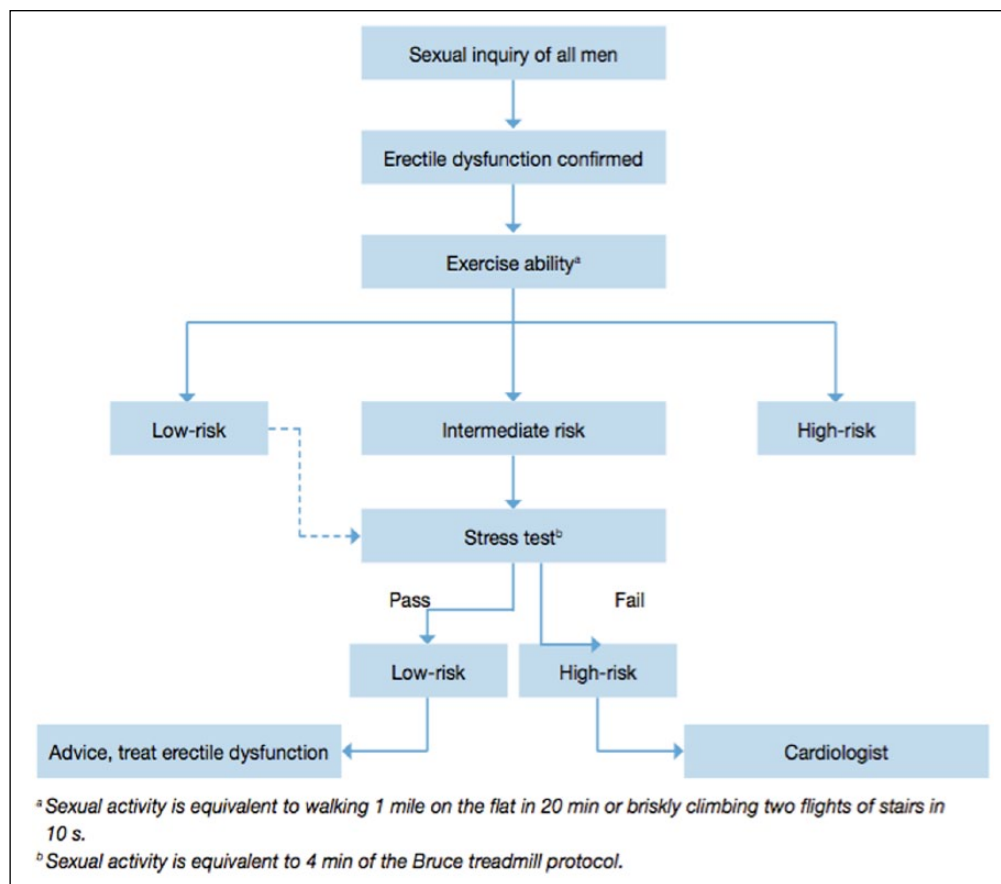 Sexual inquiry of all men
Erectile dysfunction confirmed
Exercise abilityᵃ
Low-risk
Intermediate risk
High-risk
Stress testᵇ
Pass
Fail
Low-risk
High-risk
Advice, treat erectile dysfunction
Cardiologist
ᵃ Sexual activity is equivalent to walking 1 mile on the flat in 20 min or briskly climbing two flights of stairs in
10 s.
ᵇ Sexual activity is equivalent to 4 min of the Bruce treadmill protocol.